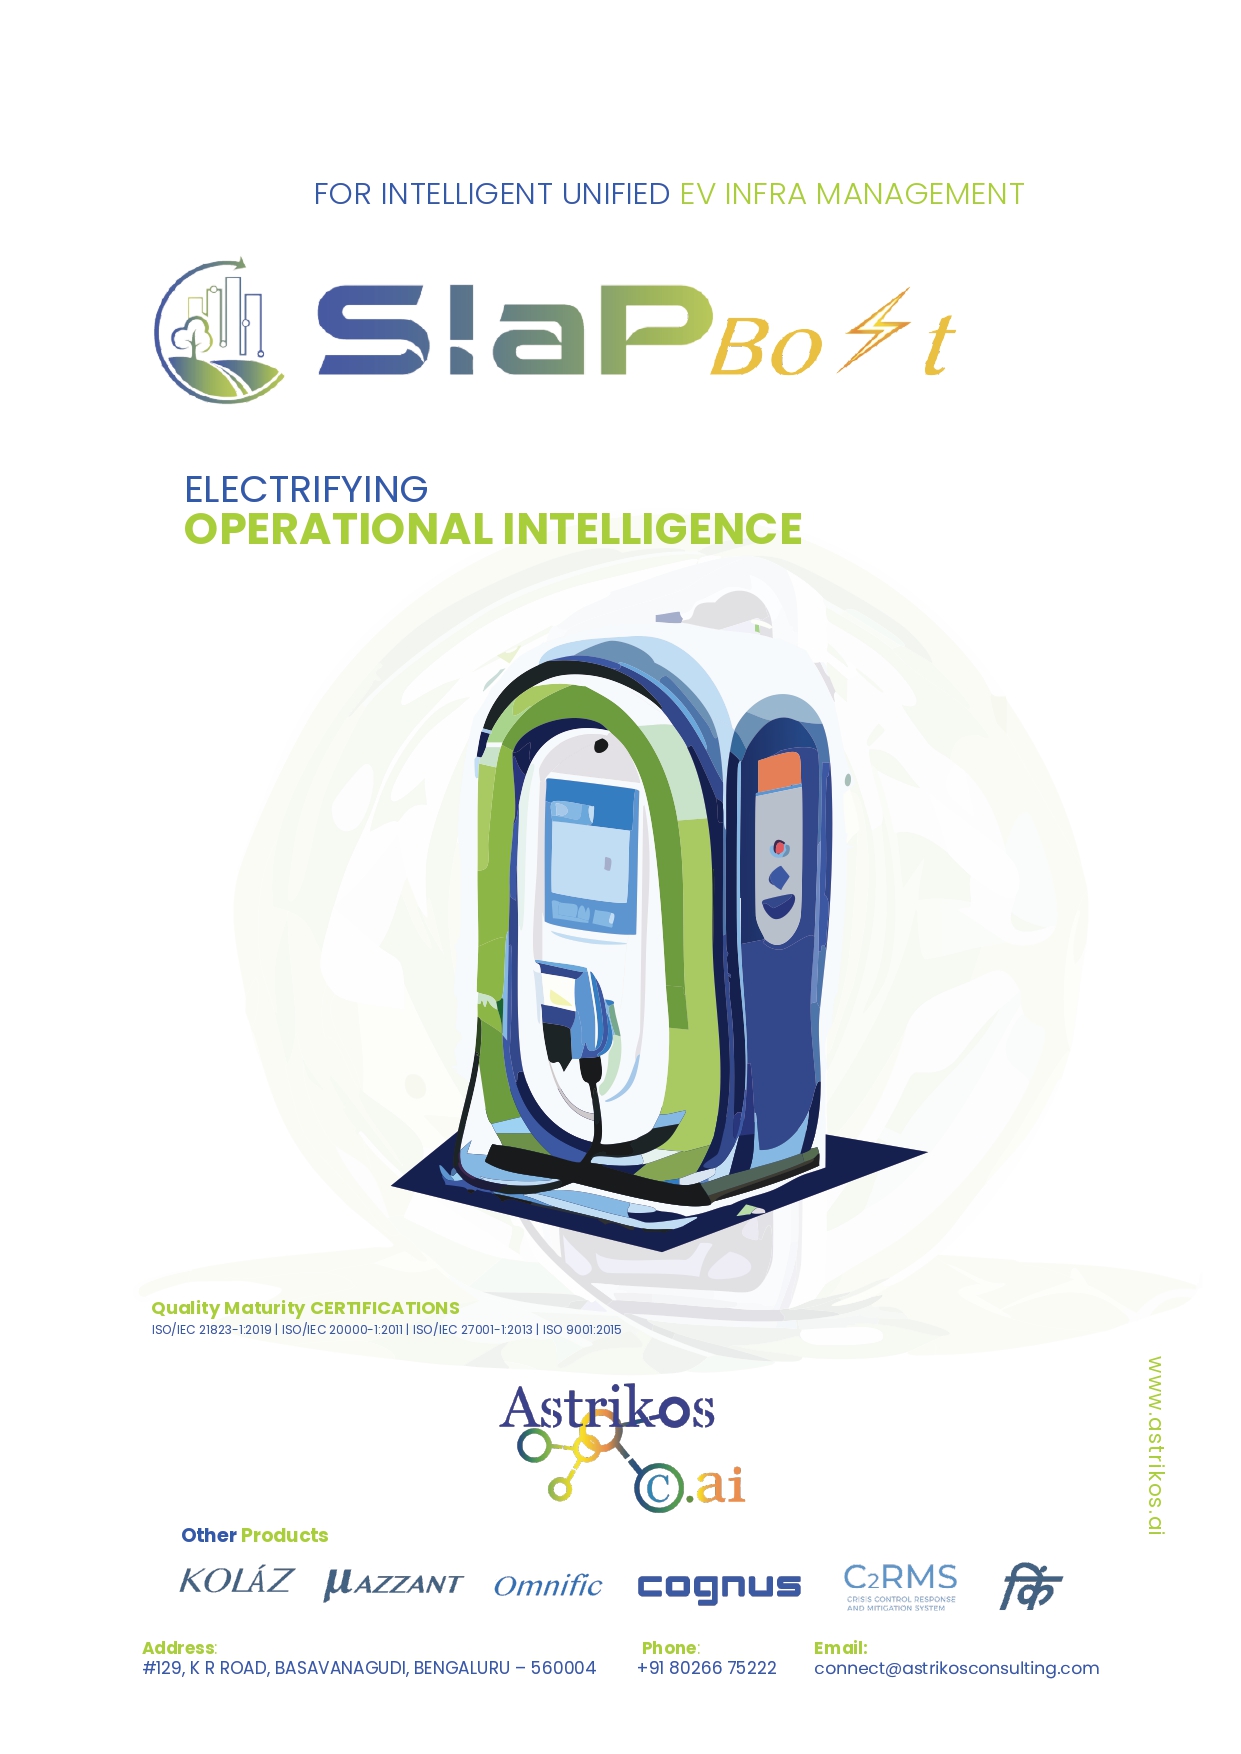 FOR INTELLIGENT UNIFIED EV INFRA MANAGEMENT
S!aP Bo⚡t
ELECTRIFYING
OPERATIONAL INTELLIGENCE
Quality Maturity CERTIFICATIONS
ISO/IEC 21823-1:2019 | ISO/IEC 20000-1:2011 | ISO/IEC 27001-1:2013 | ISO 9001:2015
Astrikos
C.ai
www.astrikos.ai
Other Products
KOLÁZ μAZZANT Omnific cognus C2RMS किं
CRISIS CONTROL RESPONSE
AND MITIGATION SYSTEM
Address: Phone: Email:
#129, K R ROAD, BASAVANAGUDI, BENGALURU – 560004 +91 80266 75222 connect@astrikosconsulting.com